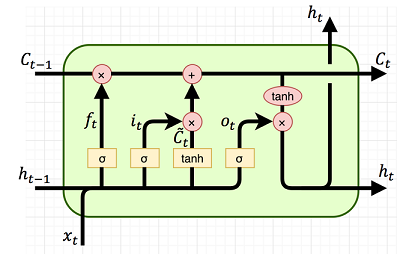 h_t
C_{t-1} × + C_t
tanh
f_t i_t × o_t ×
C̃_t
σ σ tanh σ
h_{t-1} h_t
x_t